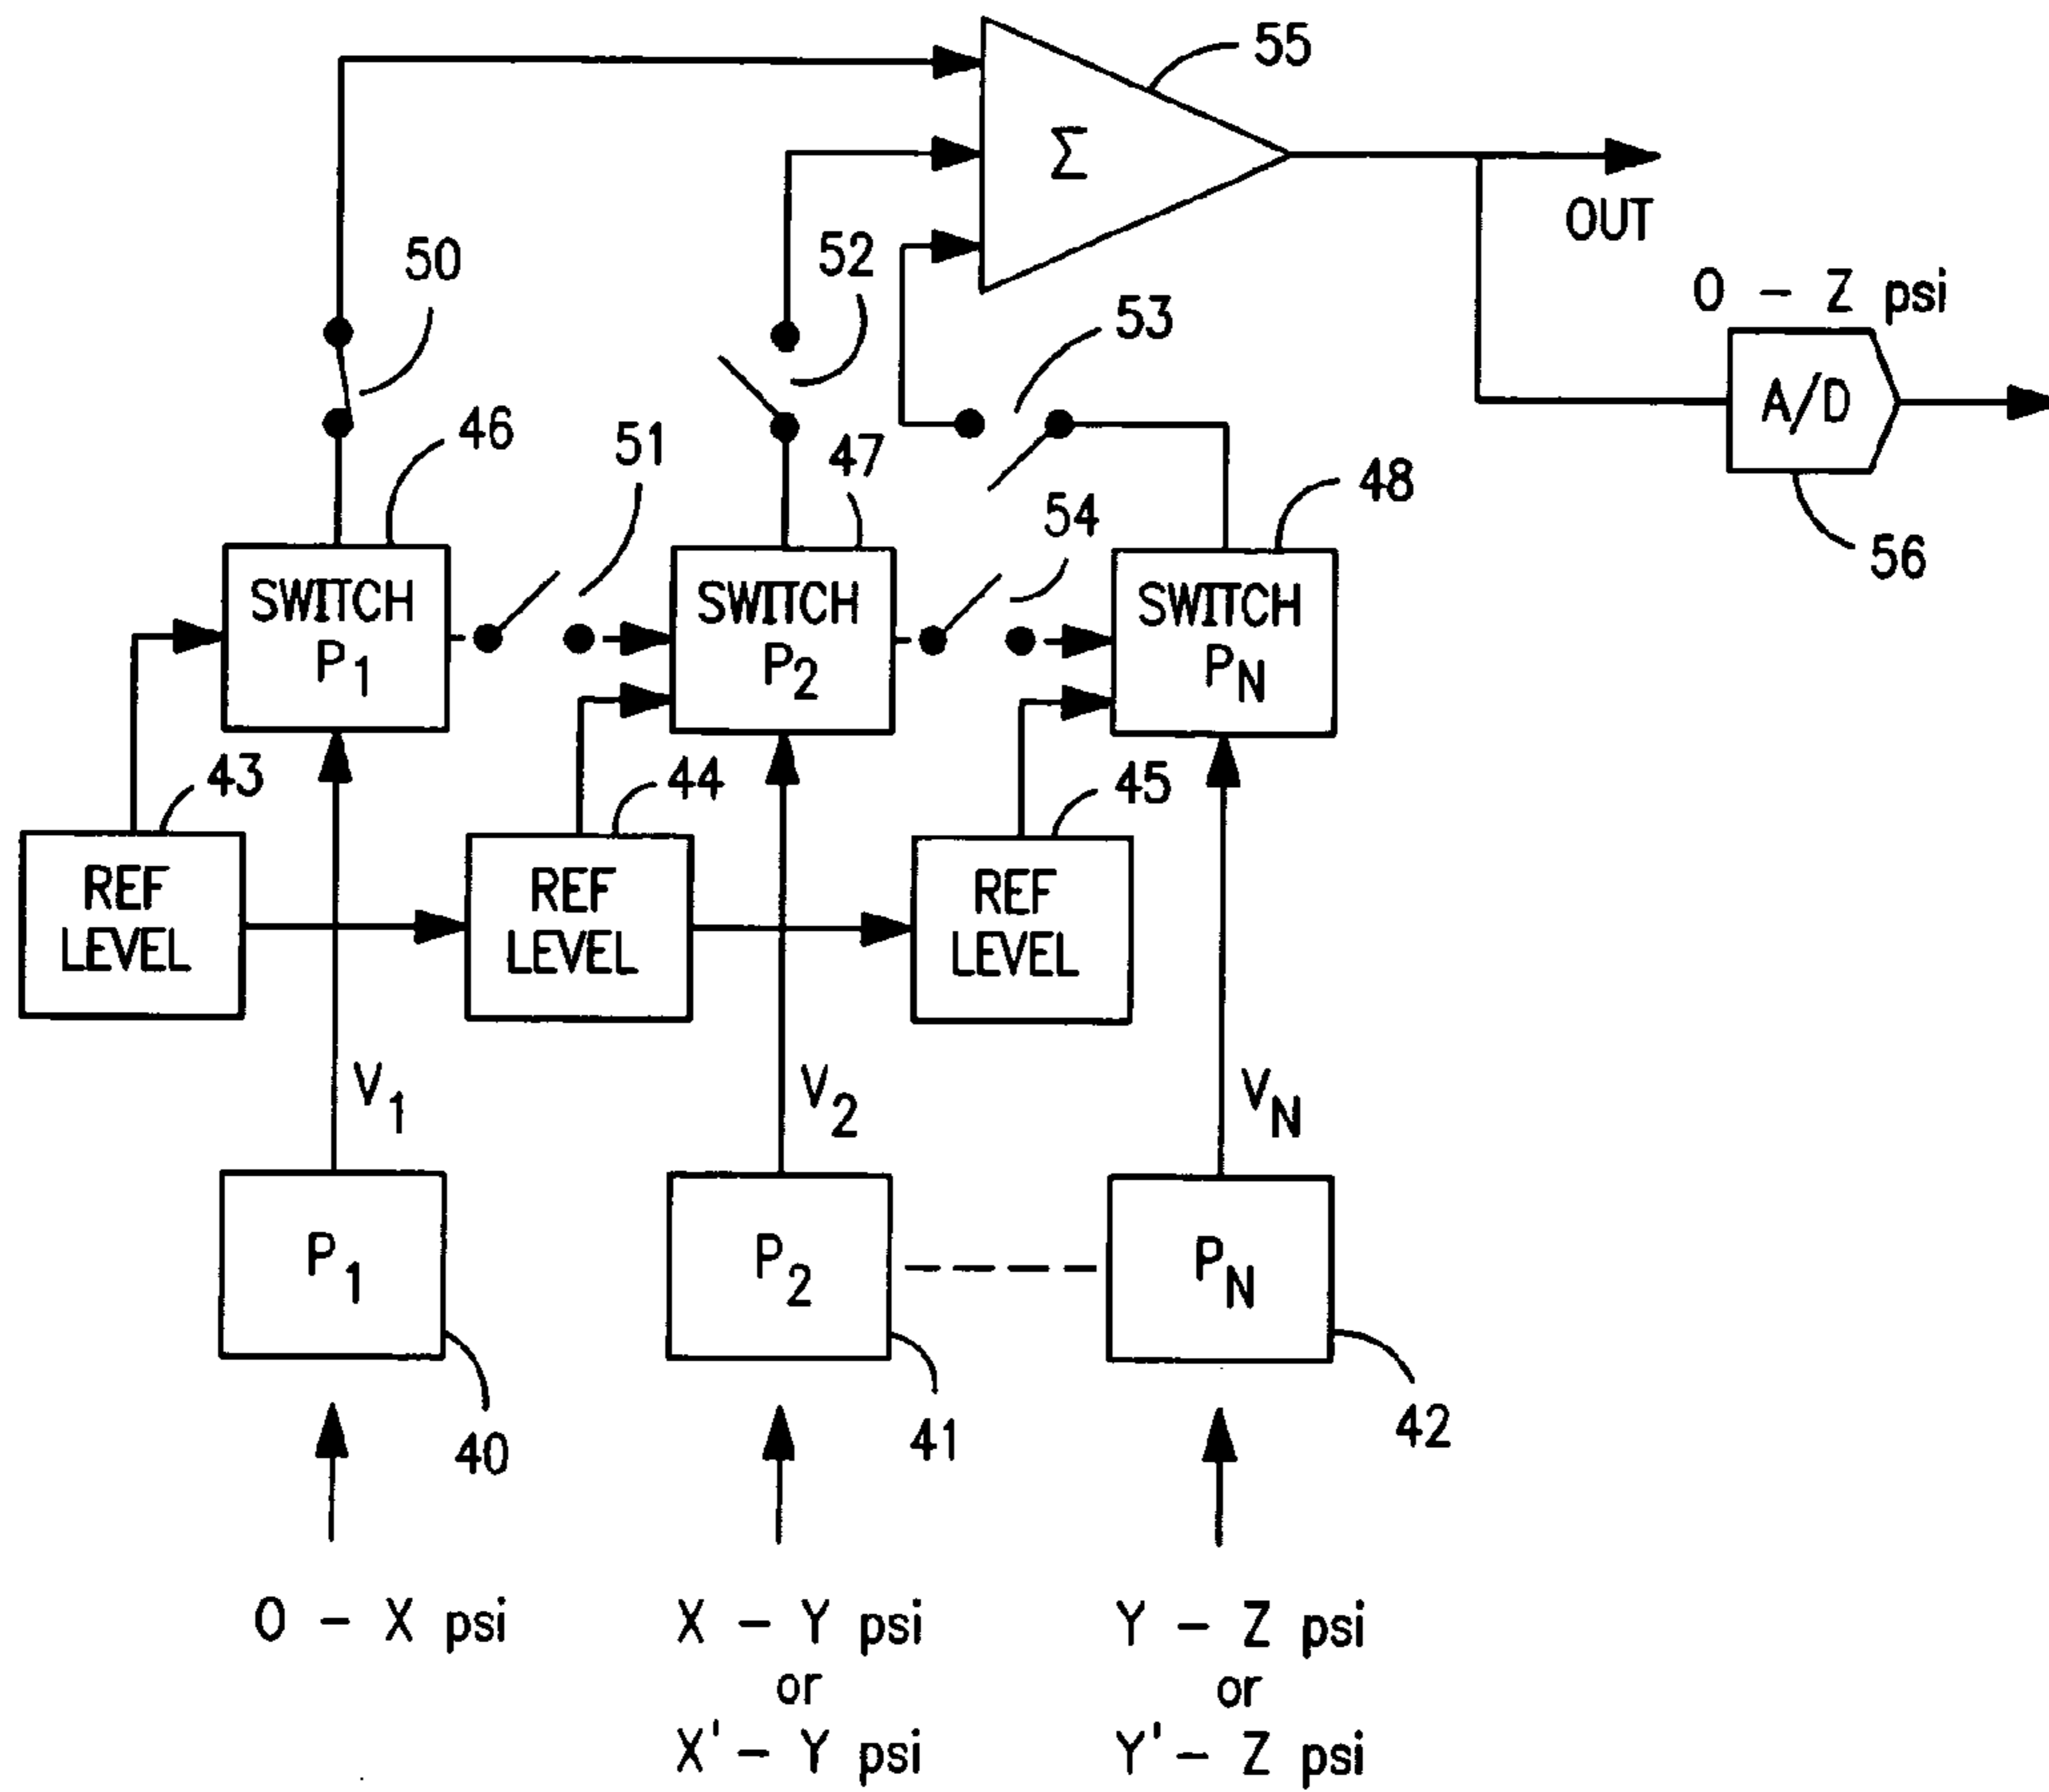 55
Σ
OUT
50
52
53
O – Z psi
A/D
56
46
51
47
54
48
SWITCH
P1
SWITCH
P2
SWITCH
PN
43
44
45
REF
LEVEL
REF
LEVEL
REF
LEVEL
V1
V2
VN
P1
P2
PN
40
41
42
O – X psi
X – Y psi
or
X' – Y psi
Y – Z psi
or
Y' – Z psi